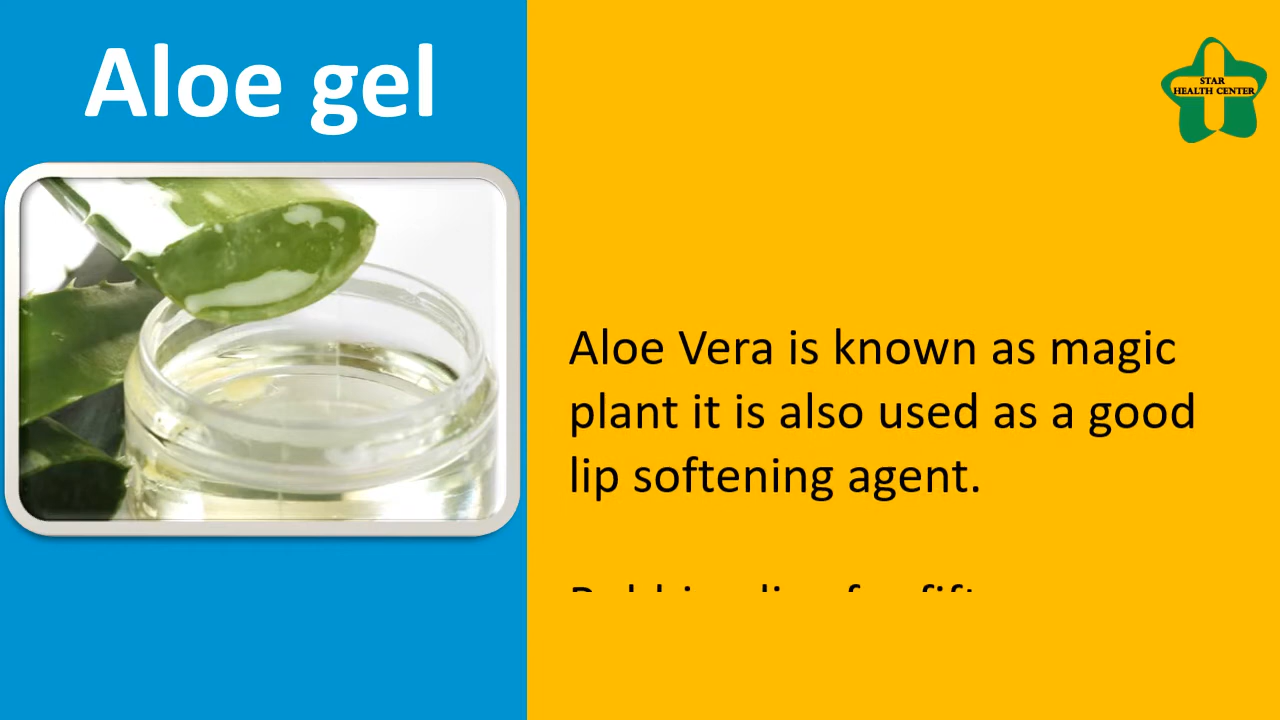 Aloe gel
STAR
HEALTH CENTER
Aloe Vera is known as magic
plant it is also used as a good
lip softening agent.